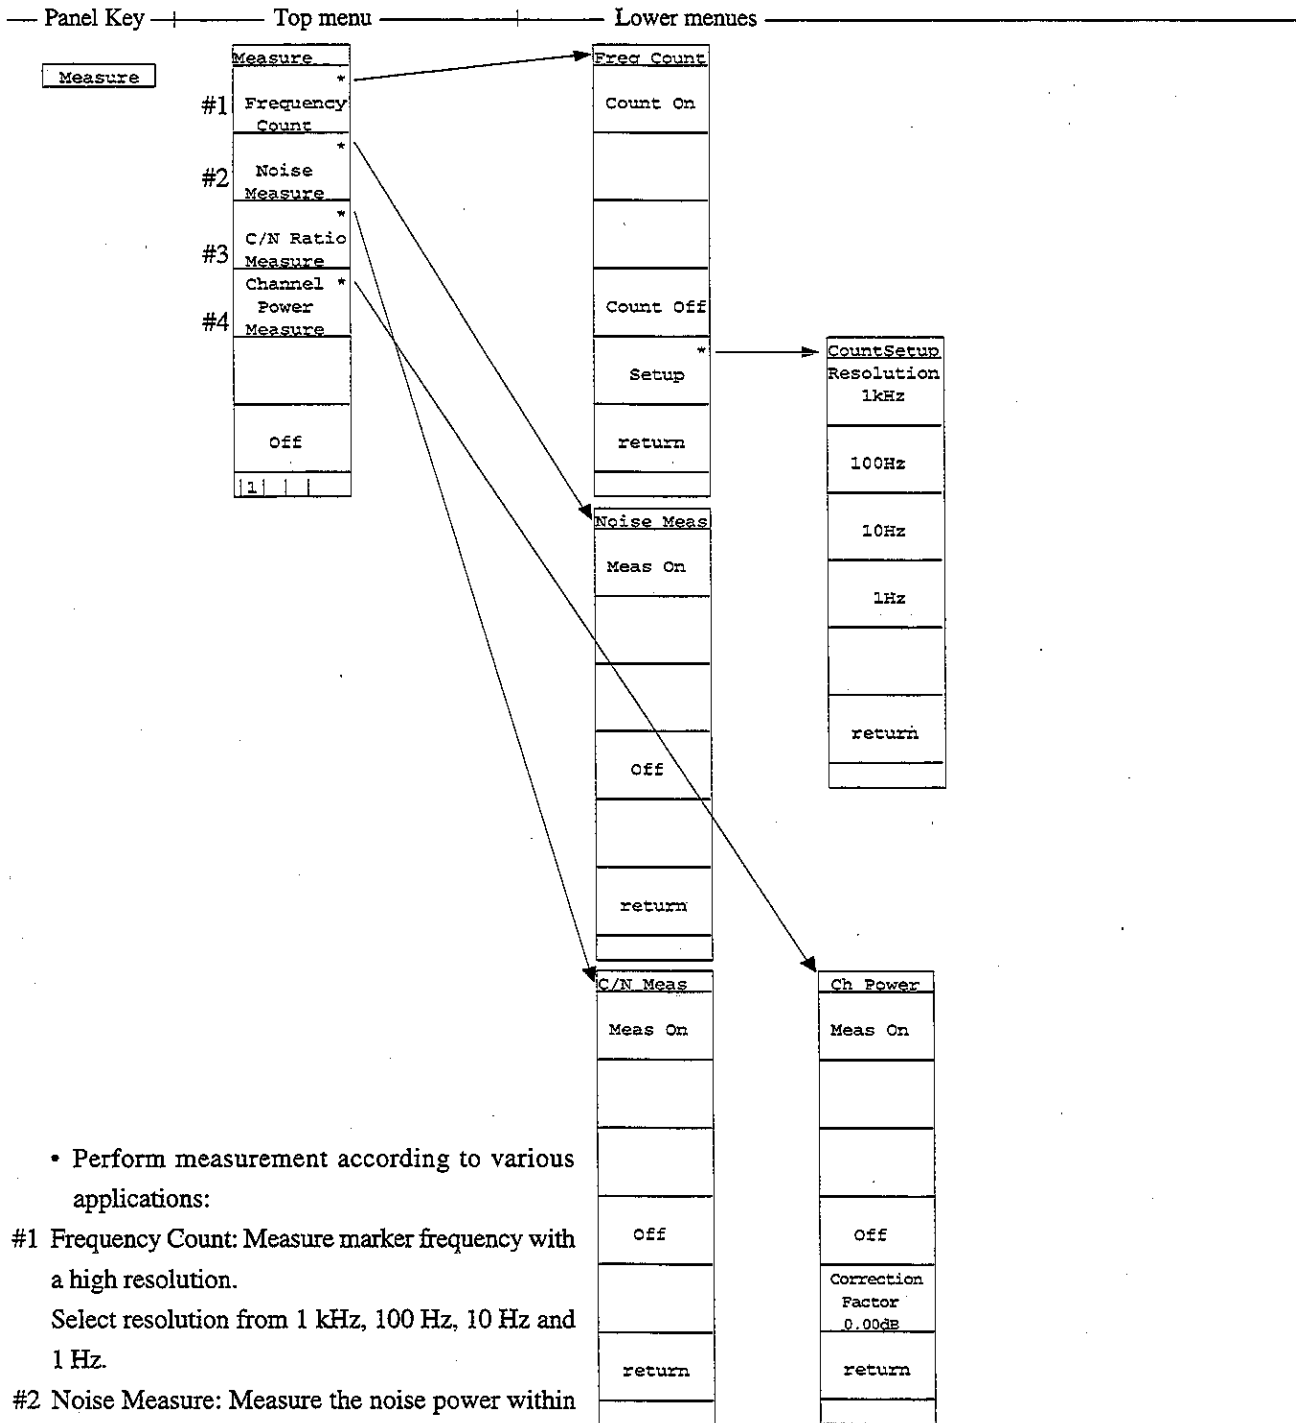 Panel Key
Top menu
Lower menues
Measure
Measure
*
#1
Frequency
Count
*
#2
Noise
Measure
*
#3
C/N Ratio
Measure
Channel *
#4
Power
Measure
Off
|1| | |
Freq Count
Count On
Count Off
*
Setup
return
CountSetup
Resolution
1kHz
100Hz
10Hz
1Hz
return
Noise Meas
Meas On
Off
return
C/N Meas
Meas On
Off
return
Ch Power
Meas On
Off
Correction
Factor
0.00dB
return
• Perform measurement according to various
applications:
#1 Frequency Count: Measure marker frequency with
a high resolution.
Select resolution from 1 kHz, 100 Hz, 10 Hz and
1 Hz.
#2 Noise Measure: Measure the noise power within